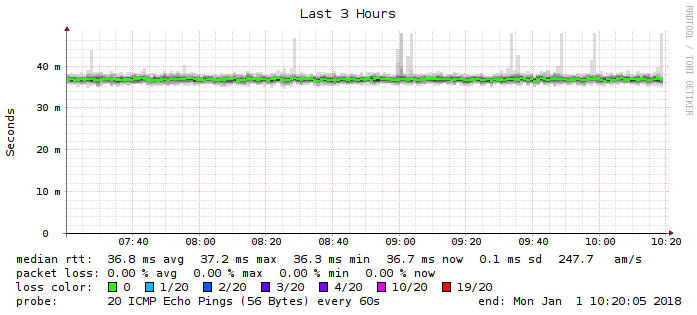 Last 3 Hours
RRDTOOL / TOBI OETIKER
Seconds
40 m
30 m
20 m
10 m
0
07:40 08:00 08:20 08:40 09:00 09:20 09:40 10:00 10:20
median rtt: 36.8 ms avg 37.2 ms max 36.3 ms min 36.7 ms now 0.1 ms sd 247.7 am/s
packet loss: 0.00 % avg 0.00 % max 0.00 % min 0.00 % now
loss color: 0 1/20 2/20 3/20 4/20 10/20 19/20
probe: 20 ICMP Echo Pings (56 Bytes) every 60s end: Mon Jan 1 10:20:05 2018